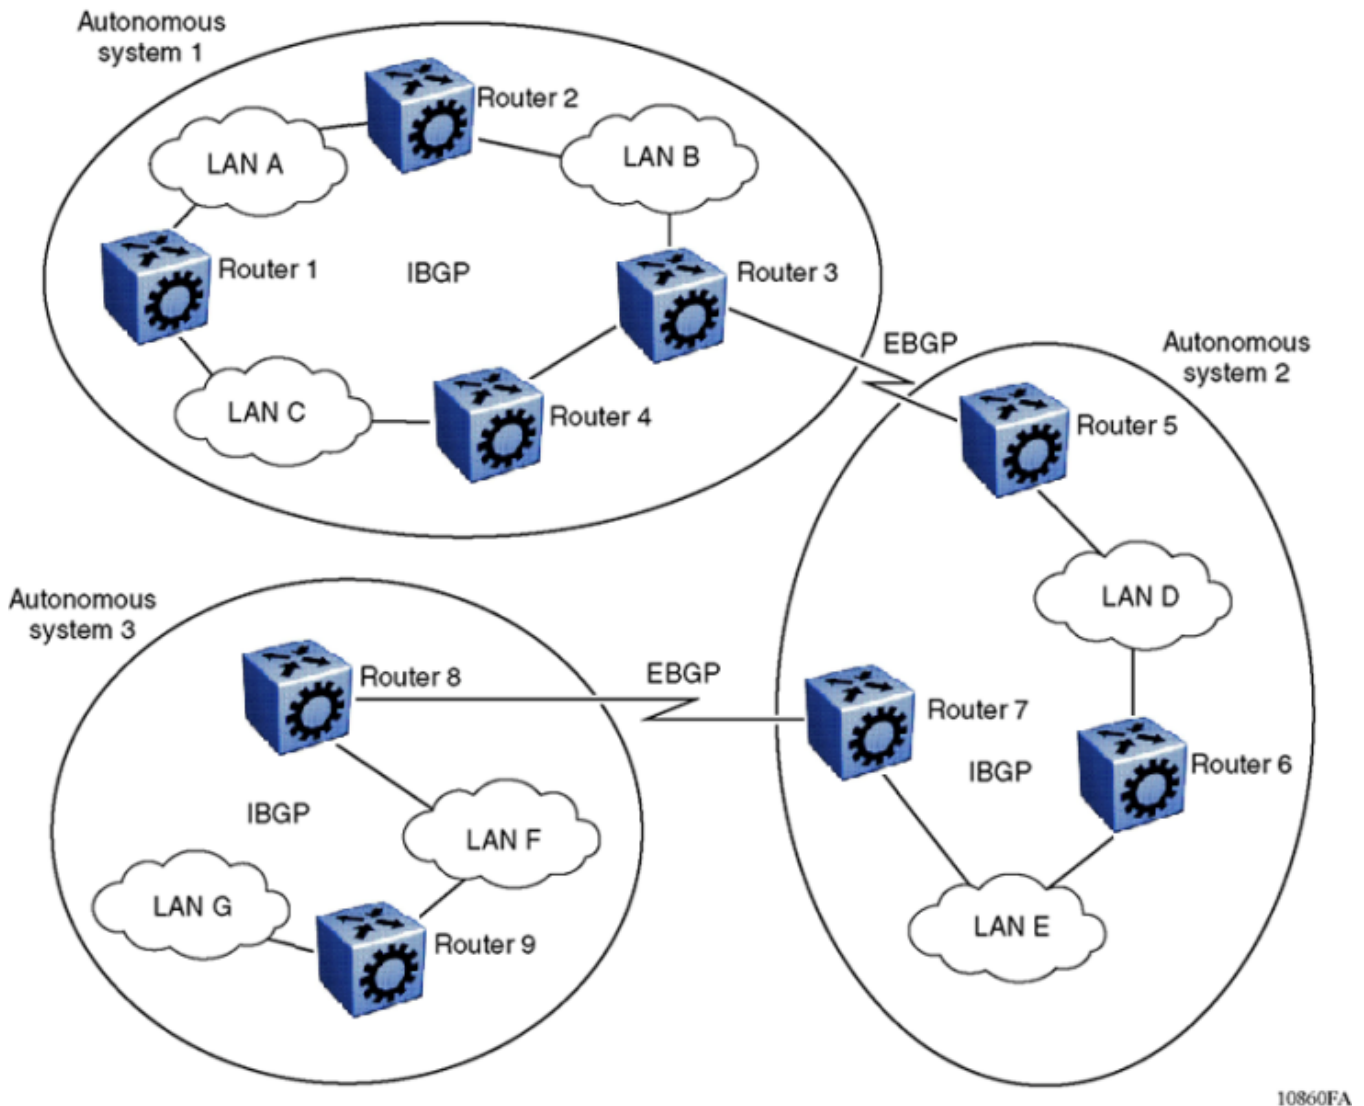 Autonomous
system 1
Router 2
LAN A
LAN B
Router 1
IBGP
Router 3
LAN C
Router 4
EBGP
Autonomous
system 2
Router 5
LAN D
Autonomous
system 3
Router 8
EBGP
Router 7
IBGP
Router 6
IBGP
LAN F
LAN G
Router 9
LAN E
10860FA